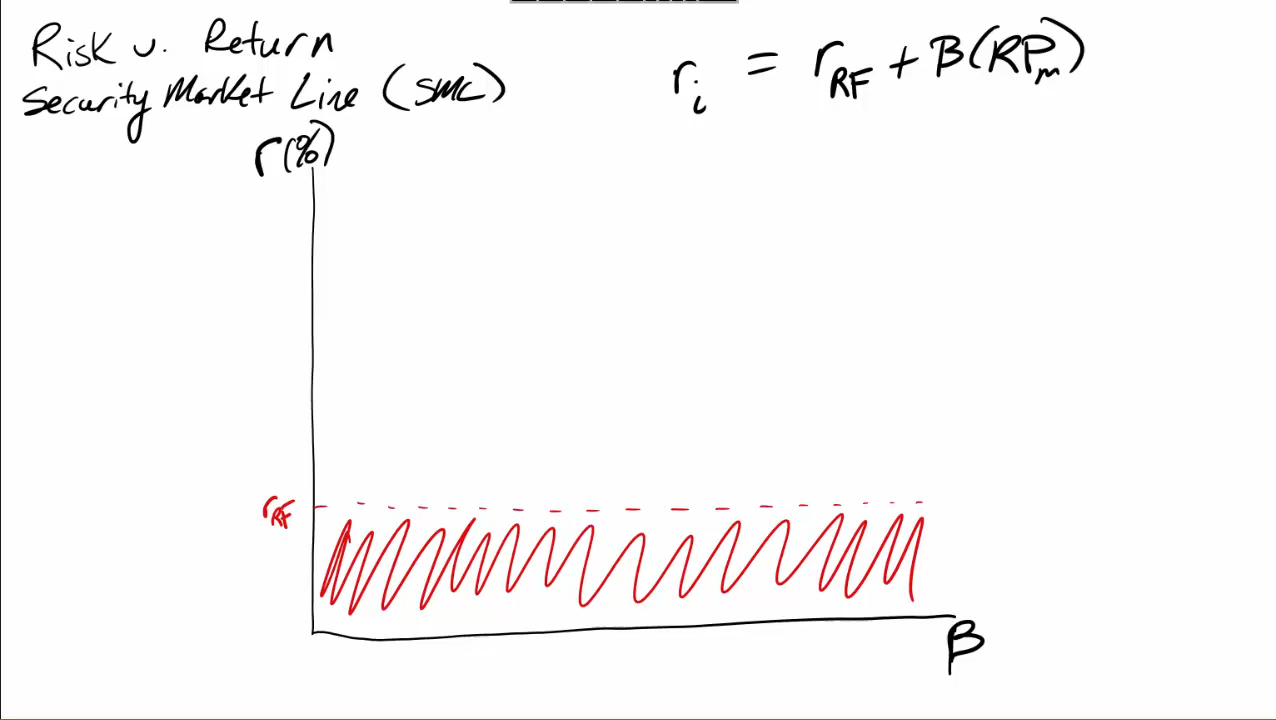 Risk v. Return
Security Market Line (SML)
r_i = r_RF + B(RP_m)
r(%)
r_RF
B